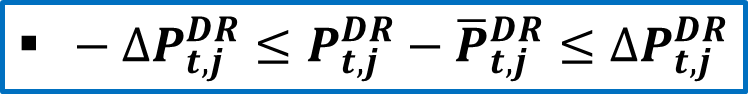 ▪ −ΔP^{DR}_{t,j} ≤ P^{DR}_{t,j} − P̅^{DR}_{t,j} ≤ ΔP^{DR}_{t,j}